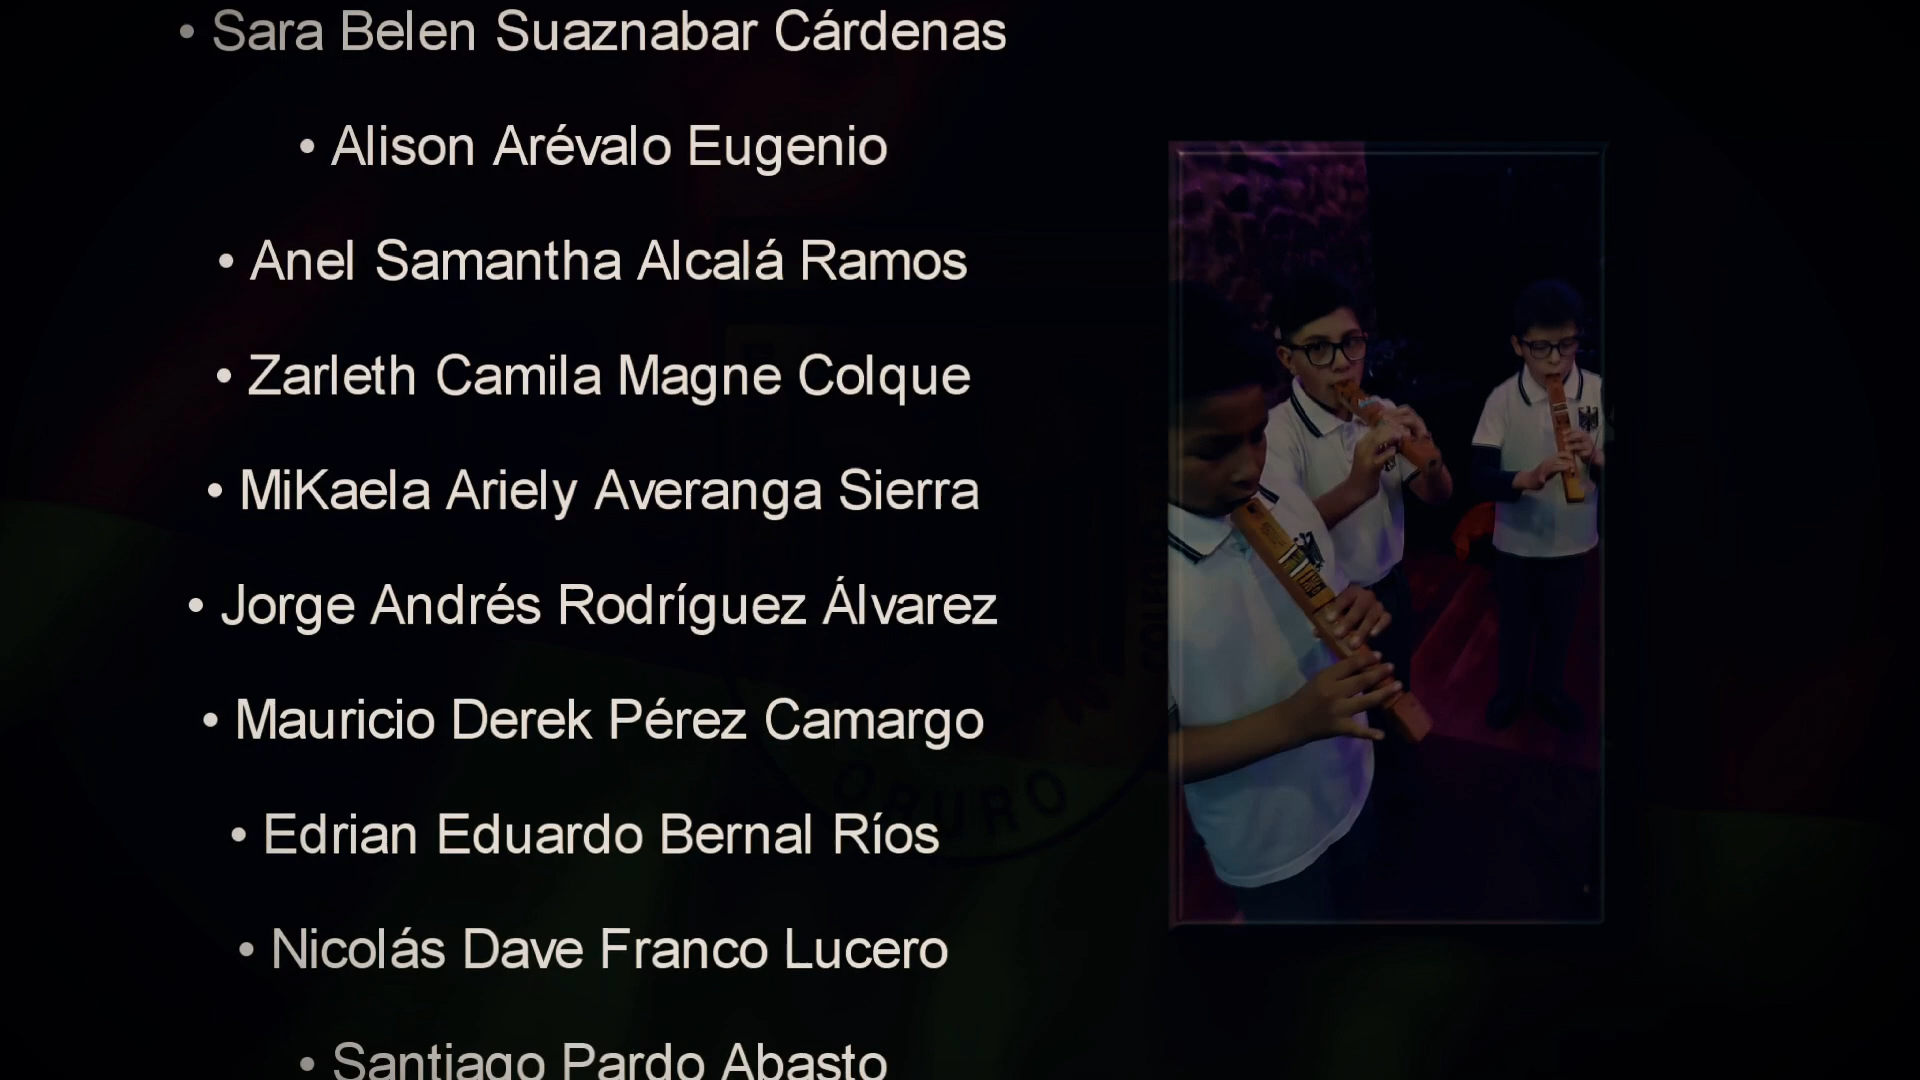 • Sara Belen Suaznabar Cárdenas
• Alison Arévalo Eugenio
• Anel Samantha Alcalá Ramos
• Zarleth Camila Magne Colque
• MiKaela Ariely Averanga Sierra
• Jorge Andrés Rodríguez Álvarez
• Mauricio Derek Pérez Camargo
• Edrian Eduardo Bernal Ríos
• Nicolás Dave Franco Lucero
• Santiago Pardo Abasto
ORURO